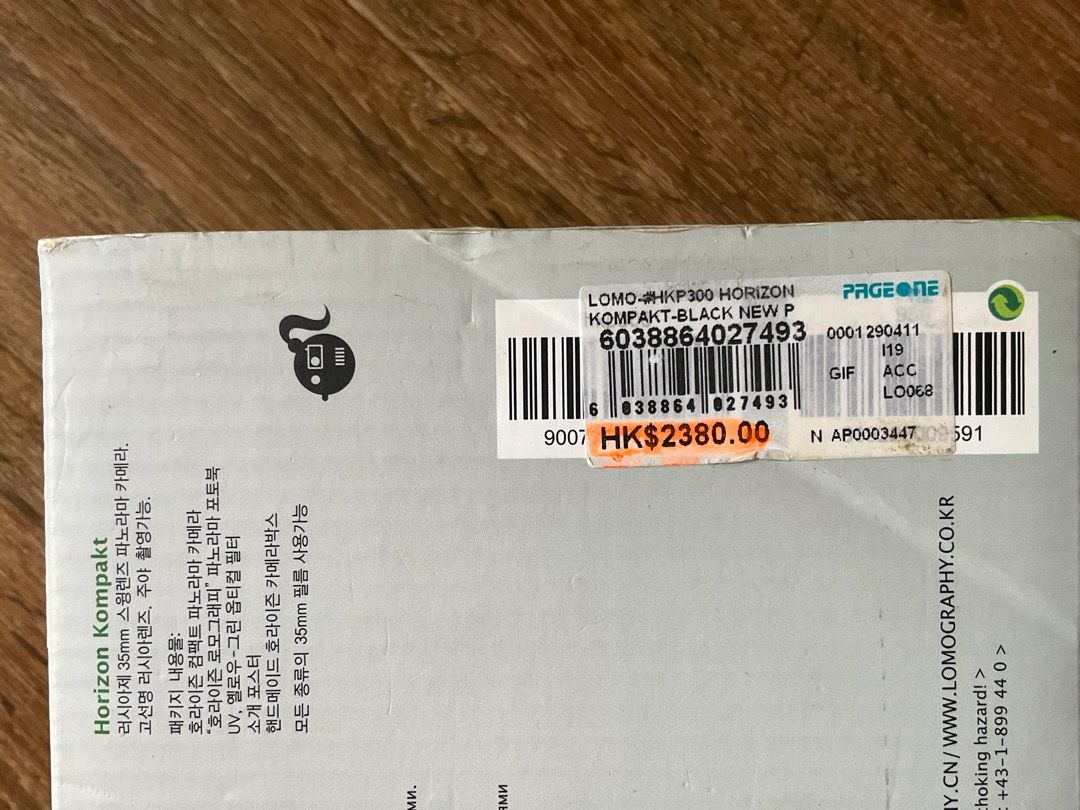 LOMO-#HKP300 HORIZON
KOMPAKT-BLACK NEW P
6038864027493
6 038864 027493
HK$2380.00
PAGEONE
0001290411
I19
GIF ACC
LO068
N AP0003447
9007
591
Horizon Kompakt
러시아제 35mm 스윙렌즈 파노라마 카메라.
고선명 러시아렌즈, 주야 촬영가능.
패키지 내용물:
호라이즌 컴팩트 파노라마 카메라
“호라이즌 로모그래피” 파노라마 포토북
UV, 옐로우-그린 옵티컬 필터
소개 포스터
핸드메이드 호라이즌 카메라박스
모든 종류의 35mm 필름 사용가능
ями.
ями
Y.CN/ WWW.LOMOGRAPHY.CO.KR
choking hazard! >
: +43-1-899 44 0 >